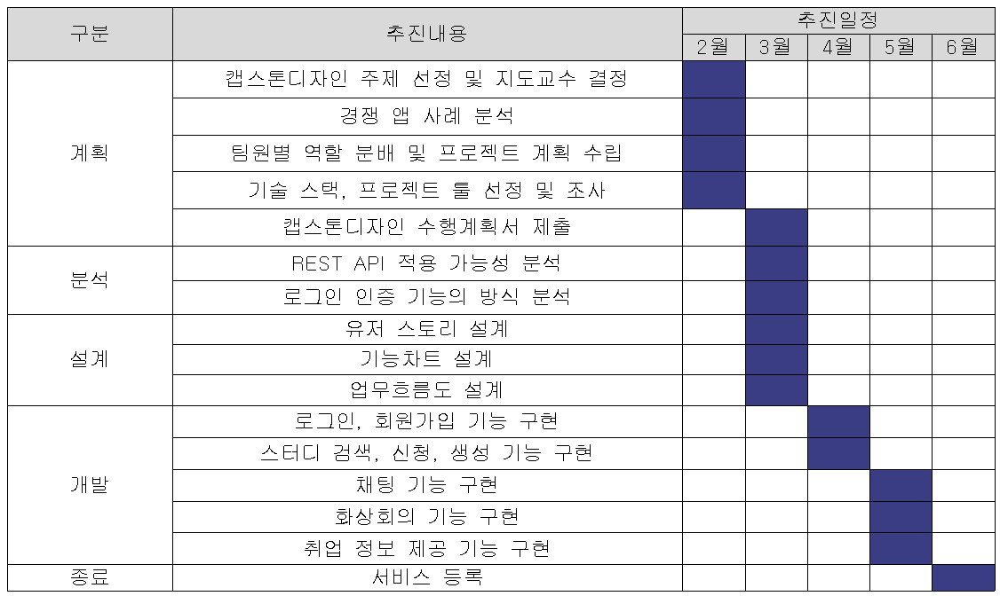 구분
추진내용
추진일정
2월 3월 4월 5월 6월
계획
캡스톤디자인 주제 선정 및 지도교수 결정
경쟁 앱 사례 분석
팀원별 역할 분배 및 프로젝트 계획 수립
기술 스택, 프로젝트 툴 선정 및 조사
캡스톤디자인 수행계획서 제출
분석
REST API 적용 가능성 분석
로그인 인증 기능의 방식 분석
설계
유저 스토리 설계
기능차트 설계
업무흐름도 설계
개발
로그인, 회원가입 기능 구현
스터디 검색, 신청, 생성 기능 구현
채팅 기능 구현
화상회의 기능 구현
취업 정보 제공 기능 구현
종료
서비스 등록